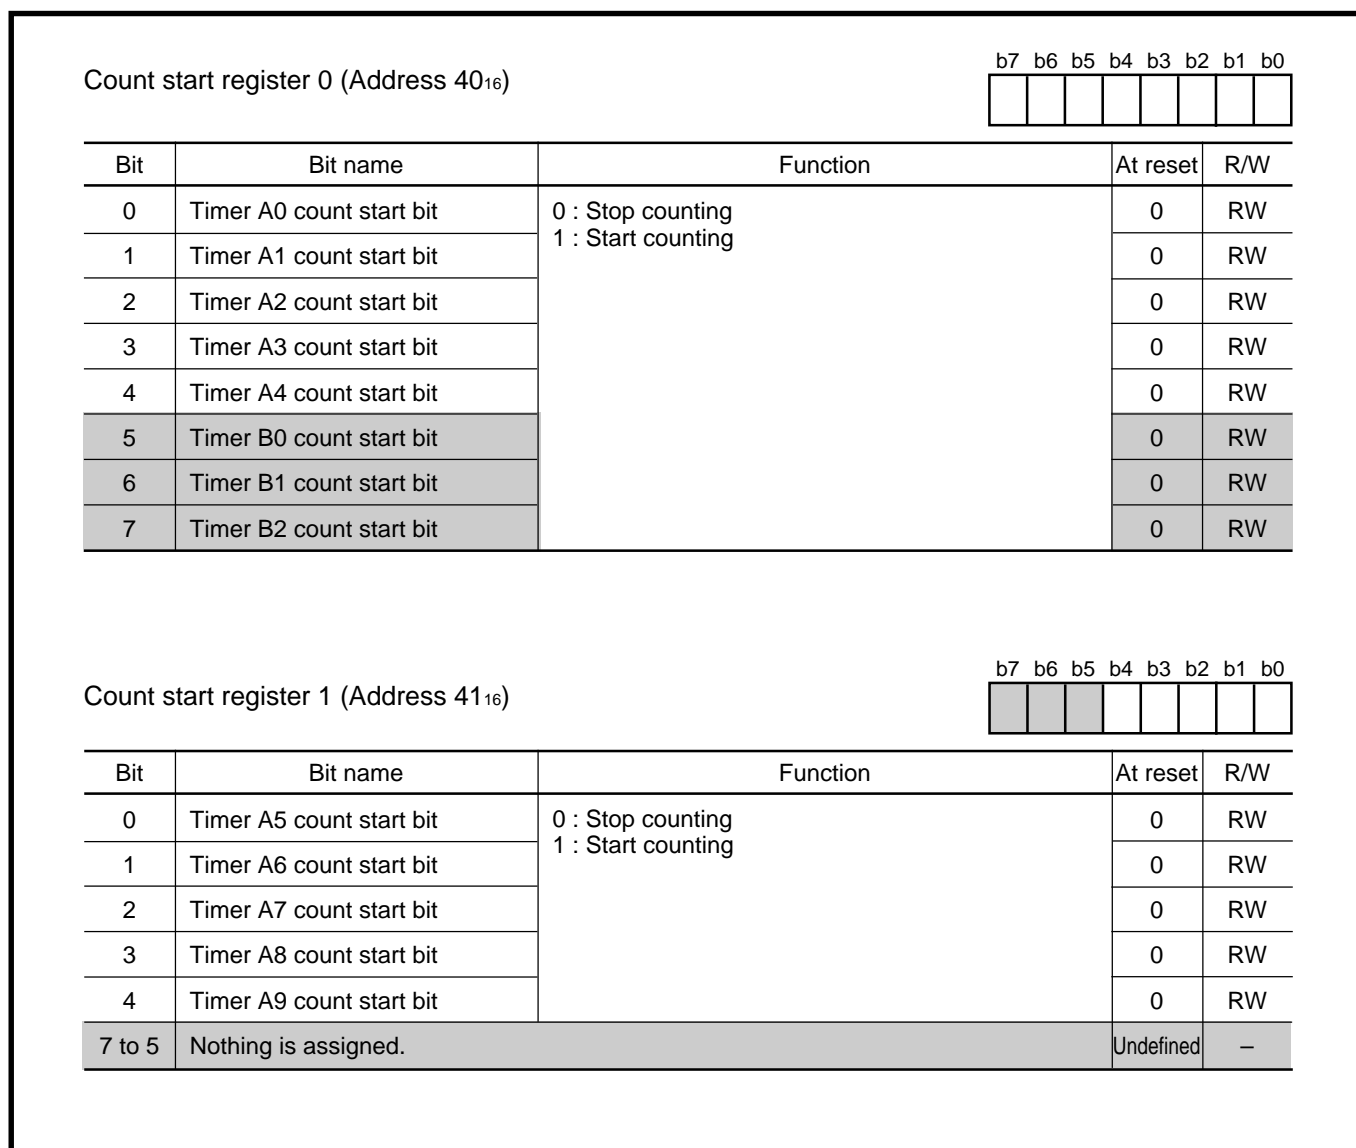 Count start register 0 (Address 40₁₆)
b7 b6 b5 b4 b3 b2 b1 b0
Bit Bit name Function At reset R/W
0 Timer A0 count start bit 0 : Stop counting 0 RW
1 : Start counting
1 Timer A1 count start bit 0 RW
2 Timer A2 count start bit 0 RW
3 Timer A3 count start bit 0 RW
4 Timer A4 count start bit 0 RW
5 Timer B0 count start bit 0 RW
6 Timer B1 count start bit 0 RW
7 Timer B2 count start bit 0 RW
Count start register 1 (Address 41₁₆)
b7 b6 b5 b4 b3 b2 b1 b0
Bit Bit name Function At reset R/W
0 Timer A5 count start bit 0 : Stop counting 0 RW
1 : Start counting
1 Timer A6 count start bit 0 RW
2 Timer A7 count start bit 0 RW
3 Timer A8 count start bit 0 RW
4 Timer A9 count start bit 0 RW
7 to 5 Nothing is assigned. Undefined –